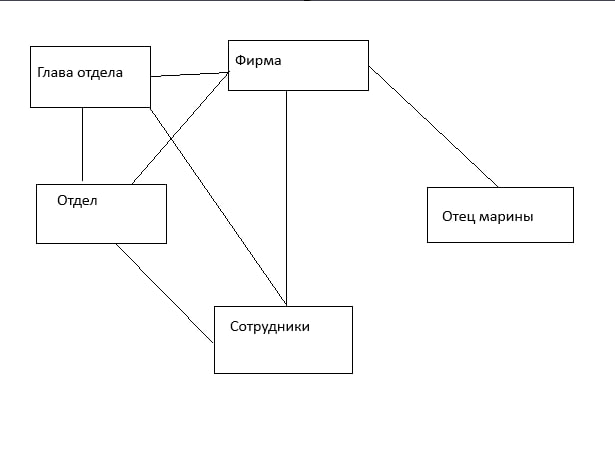 Глава отдела
Фирма
Отдел
Отец марины
Сотрудники